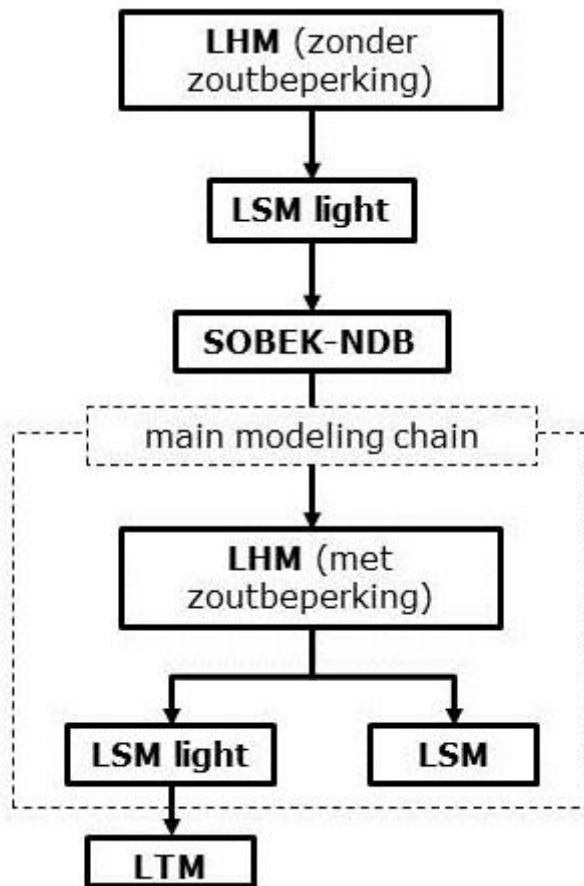 LHM (zonder
zoutbeperking)
LSM light
SOBEK-NDB
main modeling chain
LHM (met
zoutbeperking)
LSM light
LSM
LTM